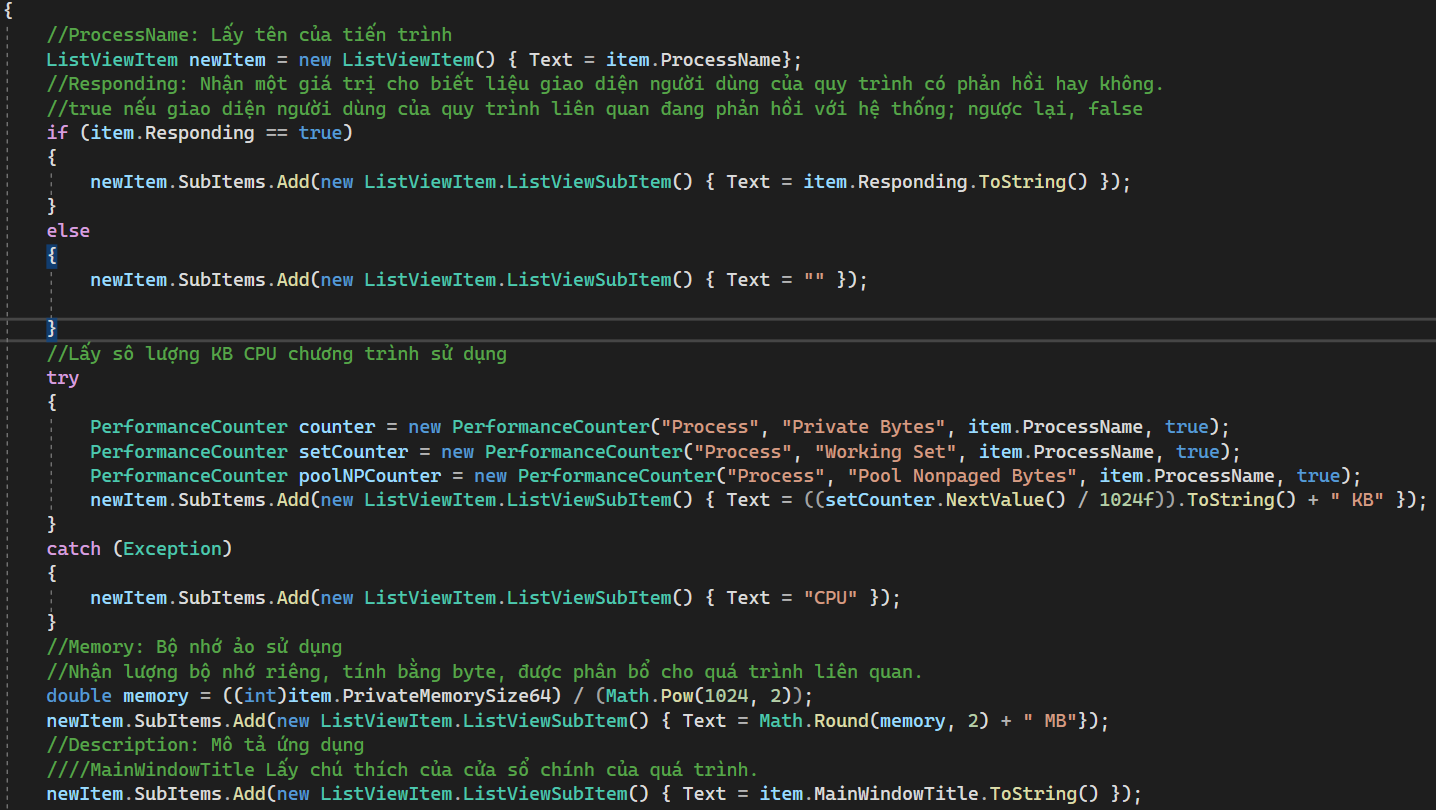 {
//ProcessName: Lấy tên của tiến trình
ListViewItem newItem = new ListViewItem() { Text = item.ProcessName};
//Responding: Nhận một giá trị cho biết liệu giao diện người dùng của quy trình có phản hồi hay không.
//true nếu giao diện người dùng của quy trình liên quan đang phản hồi với hệ thống; ngược lại, false
if (item.Responding == true)
{
newItem.SubItems.Add(new ListViewItem.ListViewSubItem() { Text = item.Responding.ToString() });
}
else
{
newItem.SubItems.Add(new ListViewItem.ListViewSubItem() { Text = "" });
}
//Lấy sô lượng KB CPU chương trình sử dụng
try
{
PerformanceCounter counter = new PerformanceCounter("Process", "Private Bytes", item.ProcessName, true);
PerformanceCounter setCounter = new PerformanceCounter("Process", "Working Set", item.ProcessName, true);
PerformanceCounter poolNPCounter = new PerformanceCounter("Process", "Pool Nonpaged Bytes", item.ProcessName, true);
newItem.SubItems.Add(new ListViewItem.ListViewSubItem() { Text = ((setCounter.NextValue() / 1024f)).ToString() + " KB" });
}
catch (Exception)
{
newItem.SubItems.Add(new ListViewItem.ListViewSubItem() { Text = "CPU" });
}
//Memory: Bộ nhớ ảo sử dụng
//Nhận lượng bộ nhớ riêng, tính bằng byte, được phân bổ cho quá trình liên quan.
double memory = ((int)item.PrivateMemorySize64) / (Math.Pow(1024, 2));
newItem.SubItems.Add(new ListViewItem.ListViewSubItem() { Text = Math.Round(memory, 2) + " MB"});
//Description: Mô tả ứng dụng
////MainWindowTitle Lấy chú thích của cửa sổ chính của quá trình.
newItem.SubItems.Add(new ListViewItem.ListViewSubItem() { Text = item.MainWindowTitle.ToString() });